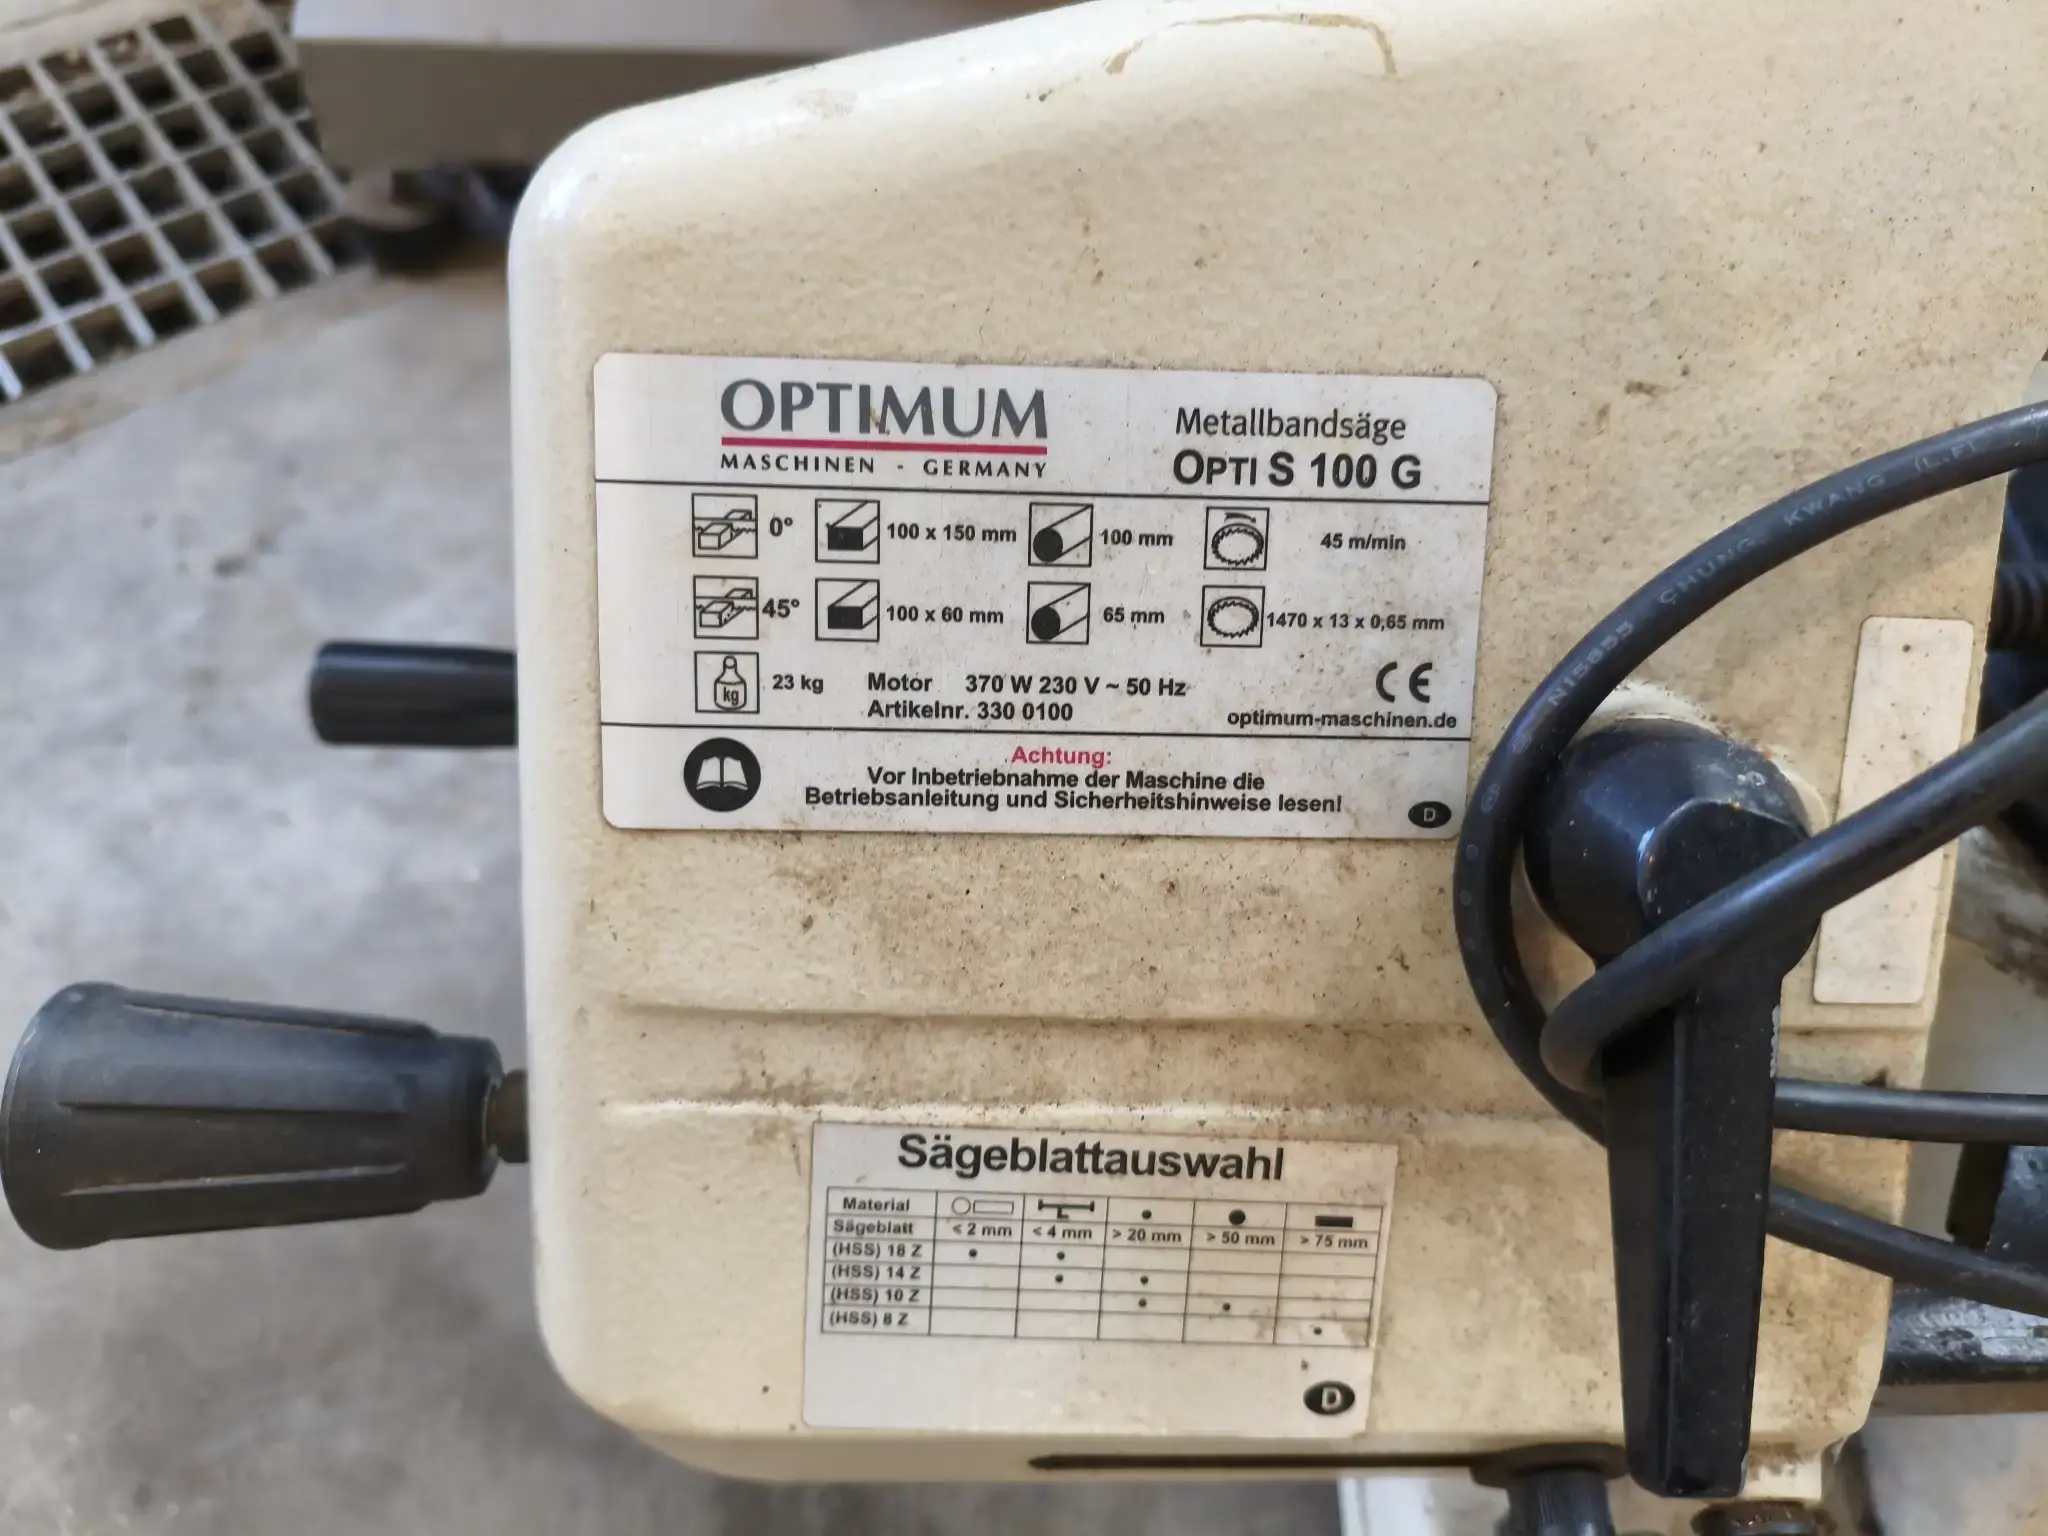 OPTIMUM
MASCHINEN - GERMANY
Metallbandsäge
OPTI S 100 G
0° 100 x 150 mm 100 mm 45 m/min
45° 100 x 60 mm 65 mm 1470 x 13 x 0,65 mm
kg 23 kg Motor 370 W 230 V ~ 50 Hz CE
Artikelnr. 330 0100 optimum-maschinen.de
Achtung:
Vor Inbetriebnahme der Maschine die
Betriebsanleitung und Sicherheitshinweise lesen!
D
CHUNG KWANG (L.F)
N15855
Sägeblattauswahl
Material
Sägeblatt < 2 mm < 4 mm > 20 mm > 50 mm > 75 mm
(HSS) 18 Z
(HSS) 14 Z
(HSS) 10 Z
(HSS) 8 Z
D